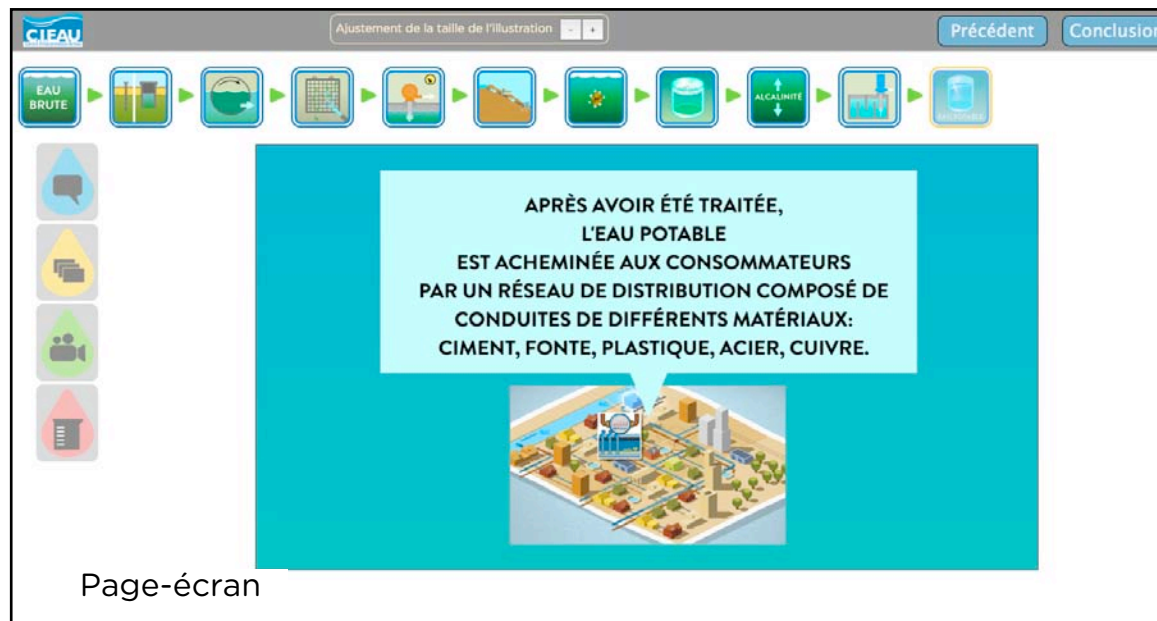 C.I.EAU
Ajustement de la taille de l'illustration - +
Précédent
Conclusion
EAU
BRUTE
ALCALINITÉ
EAU POTABLE
APRÈS AVOIR ÉTÉ TRAITÉE,
L'EAU POTABLE
EST ACHEMINÉE AUX CONSOMMATEURS
PAR UN RÉSEAU DE DISTRIBUTION COMPOSÉ DE
CONDUITES DE DIFFÉRENTS MATÉRIAUX:
CIMENT, FONTE, PLASTIQUE, ACIER, CUIVRE.
Page-écran